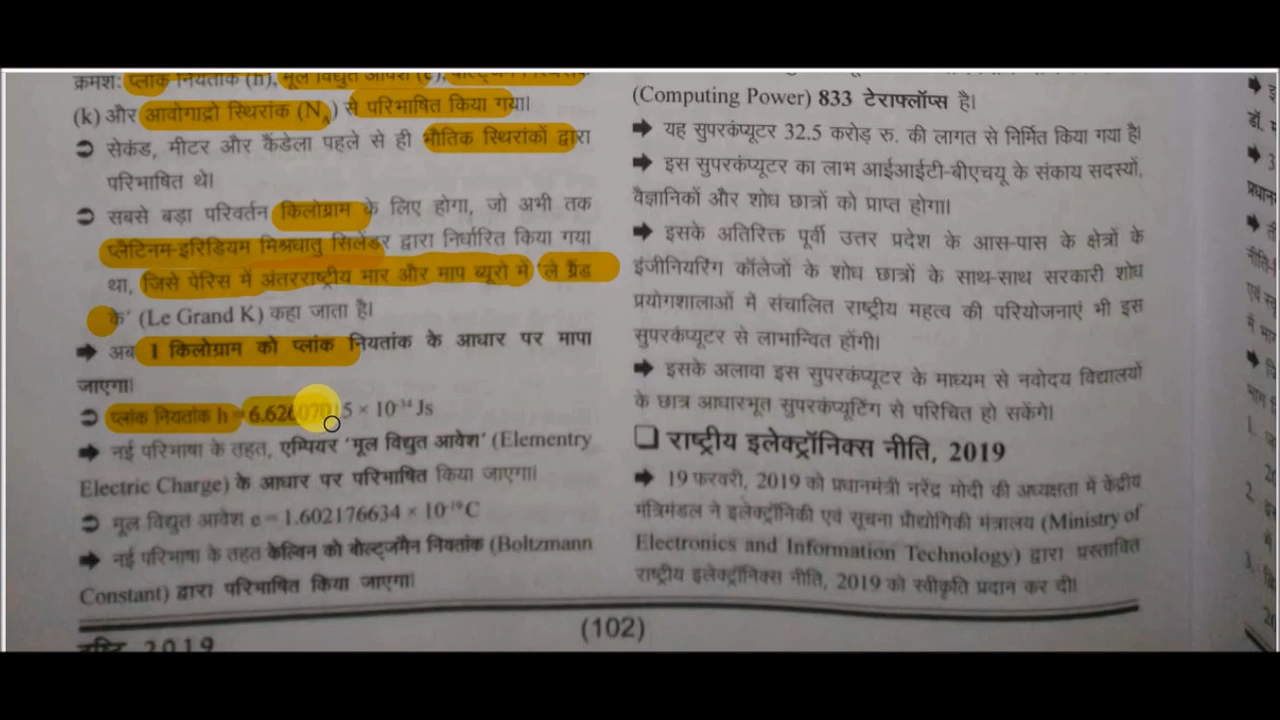 क्रमशः प्लांक नियतांक (h), मूल विद्युत आवेश (e),
(k) और आवोगाद्रो स्थिरांक (N_A) से परिभाषित किया गया।
➲ सेकंड, मीटर और कैंडेला पहले से ही भौतिक स्थिरांकों द्वारा
परिभाषित थे।
➲ सबसे बड़ा परिवर्तन किलोग्राम के लिए होगा, जो अभी तक
प्लैटिनम-इरिडियम मिश्रधातु सिलेंडर द्वारा निर्धारित किया गया
था, जिसे पेरिस में अंतरराष्ट्रीय भार और माप ब्यूरो में 'ले ग्रैंड
के' (Le Grand K) कहा जाता है।
➡ अब 1 किलोग्राम को प्लांक नियतांक के आधार पर मापा
जाएगा।
➲ प्लांक नियतांक h = 6.62607015 × 10⁻³⁴ Js
➡ नई परिभाषा के तहत, एम्पियर 'मूल विद्युत आवेश' (Elementry
Electric Charge) के आधार पर परिभाषित किया जाएगा।
➲ मूल विद्युत आवेश e = 1.602176634 × 10⁻¹⁹C
➡ नई परिभाषा के तहत केल्विन को बोल्ट्जमैन नियतांक (Boltzmann
Constant) द्वारा परिभाषित किया जाएगा।
2019
(102)
(Computing Power) 833 टेराफ्लॉप्स है।
➡ यह सुपरकंप्यूटर 32.5 करोड़ रु. की लागत से निर्मित किया गया है।
➡ इस सुपरकंप्यूटर का लाभ आईआईटी-बीएचयू के संकाय सदस्यों,
वैज्ञानिकों और शोध छात्रों को प्राप्त होगा।
➡ इसके अतिरिक्त पूर्वी उत्तर प्रदेश के आस-पास के क्षेत्रों के
इंजीनियरिंग कॉलेजों के शोध छात्रों के साथ-साथ सरकारी शोध
प्रयोगशालाओं में संचालित राष्ट्रीय महत्व की परियोजनाएं भी इस
सुपरकंप्यूटर से लाभान्वित होंगी।
➡ इसके अलावा इस सुपरकंप्यूटर के माध्यम से नवोदय विद्यालयों
के छात्र आधारभूत सुपरकंप्यूटिंग से परिचित हो सकेंगे।
❑ राष्ट्रीय इलेक्ट्रॉनिक्स नीति, 2019
➡ 19 फरवरी, 2019 को प्रधानमंत्री नरेंद्र मोदी की अध्यक्षता में केंद्रीय
मंत्रिमंडल ने इलेक्ट्रॉनिकी एवं सूचना प्रौद्योगिकी मंत्रालय (Ministry of
Electronics and Information Technology) द्वारा प्रस्तावित
राष्ट्रीय इलेक्ट्रॉनिक्स नीति, 2019 को स्वीकृति प्रदान कर दी।